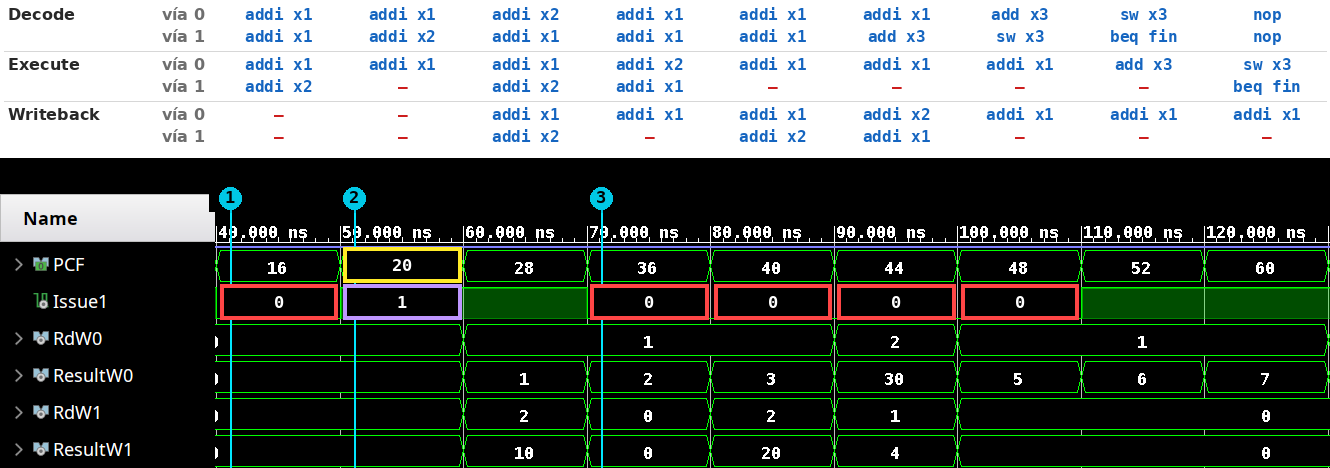 Decode vía 0 addi x1 addi x1 addi x2 addi x1 addi x1 addi x1 add x3 sw x3 nop
vía 1 addi x1 addi x2 addi x1 addi x1 addi x1 add x3 sw x3 beq fin nop
Execute vía 0 addi x1 addi x1 addi x1 addi x2 addi x1 addi x1 addi x1 add x3 sw x3
vía 1 addi x2 — addi x2 addi x1 — — — — beq fin
Writeback vía 0 — — addi x1 addi x1 addi x1 addi x2 addi x1 addi x1 addi x1
vía 1 — — addi x2 — addi x2 addi x1 — — —
1 2 3
Name 40.000 ns 50.000 ns 60.000 ns 70.000 ns 80.000 ns 90.000 ns 100.000 ns 110.000 ns 120.000 ns
PCF 16 20 28 36 40 44 48 52 60
Issue1 0 1 0 0 0 0
RdW0 1 2 1
ResultW0 1 2 3 30 5 6 7
RdW1 2 0 2 1 0
ResultW1 10 0 20 4 0